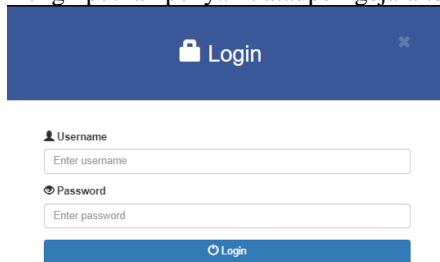 Login
×
Username
Enter username
Password
Enter password
Login